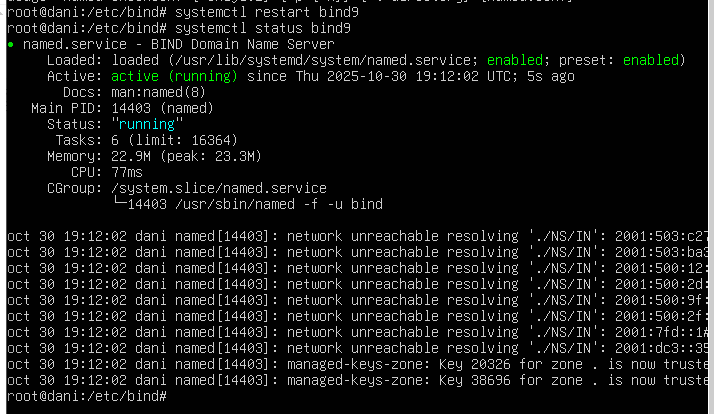 root@dani:/etc/bind# systemctl restart bind9
root@dani:/etc/bind# systemctl status bind9
● named.service - BIND Domain Name Server
     Loaded: loaded (/usr/lib/systemd/system/named.service; enabled; preset: enabled)
     Active: active (running) since Thu 2025-10-30 19:12:02 UTC; 5s ago
       Docs: man:named(8)
   Main PID: 14403 (named)
     Status: "running"
      Tasks: 6 (limit: 16364)
     Memory: 22.9M (peak: 23.3M)
        CPU: 77ms
     CGroup: /system.slice/named.service
             └─14403 /usr/sbin/named -f -u bind

oct 30 19:12:02 dani named[14403]: network unreachable resolving './NS/IN': 2001:503:c27
oct 30 19:12:02 dani named[14403]: network unreachable resolving './NS/IN': 2001:503:ba3
oct 30 19:12:02 dani named[14403]: network unreachable resolving './NS/IN': 2001:500:12:
oct 30 19:12:02 dani named[14403]: network unreachable resolving './NS/IN': 2001:500:2d:
oct 30 19:12:02 dani named[14403]: network unreachable resolving './NS/IN': 2001:500:9f:
oct 30 19:12:02 dani named[14403]: network unreachable resolving './NS/IN': 2001:500:2f:
oct 30 19:12:02 dani named[14403]: network unreachable resolving './NS/IN': 2001:7fd::1#
oct 30 19:12:02 dani named[14403]: network unreachable resolving './NS/IN': 2001:dc3::35
oct 30 19:12:02 dani named[14403]: managed-keys-zone: Key 20326 for zone . is now truste
oct 30 19:12:02 dani named[14403]: managed-keys-zone: Key 38696 for zone . is now truste
root@dani:/etc/bind#